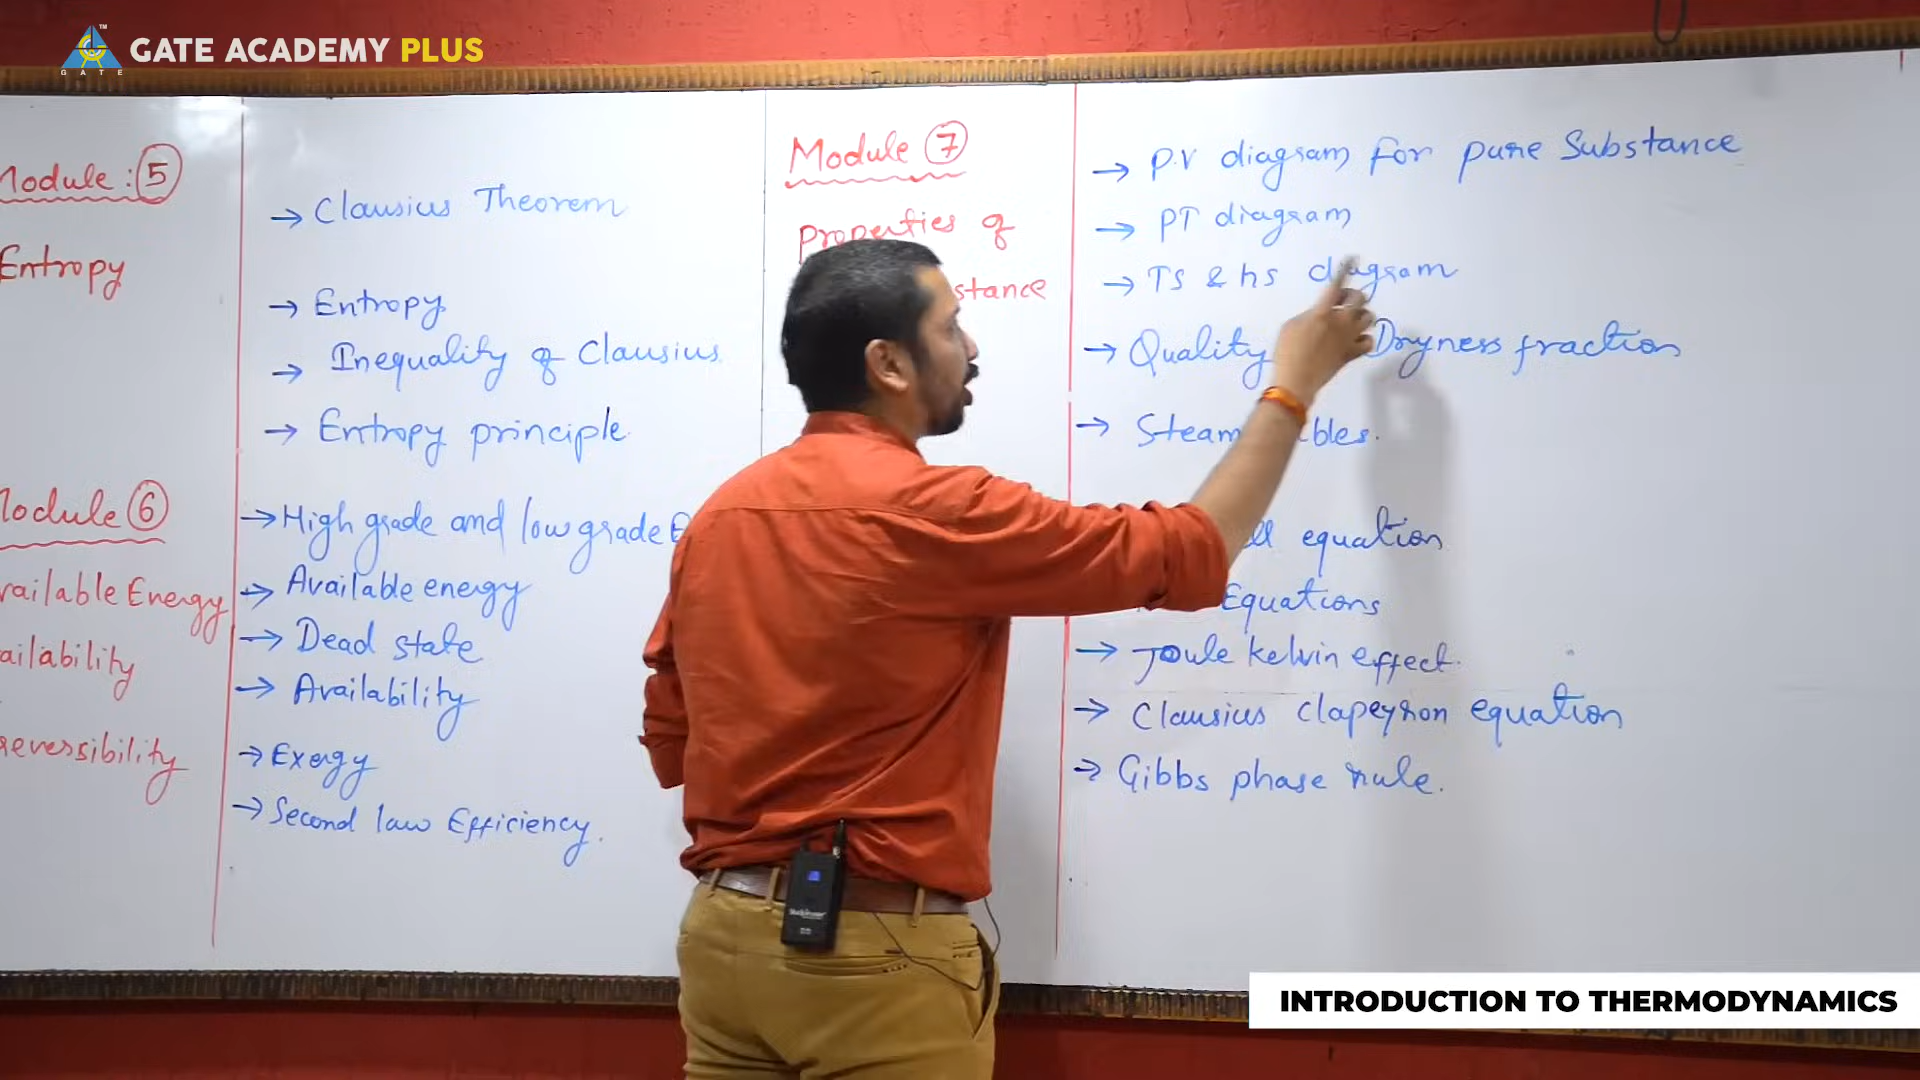 GATE ACADEMY PLUS
GATE
Module : 5
Entropy
→ Clausius Theorem
→ Entropy
→ Inequality of Clausius
→ Entropy principle
Module 6
Available Energy
Availability
Irreversibility
→ High grade and low grade E
→ Available energy
→ Dead state
→ Availability
→ Exergy
→ Second law Efficiency.
Module 7
Properties of
stance
→ P.V diagram for pure Substance
→ PT diagram
→ TS & hs diagram
→ Quality Dryness fraction
→ Steam bles.
equation
Equations
→ Joule kelvin effect.
→ Clausius clapeyron equation
→ Gibbs phase rule.
INTRODUCTION TO THERMODYNAMICS